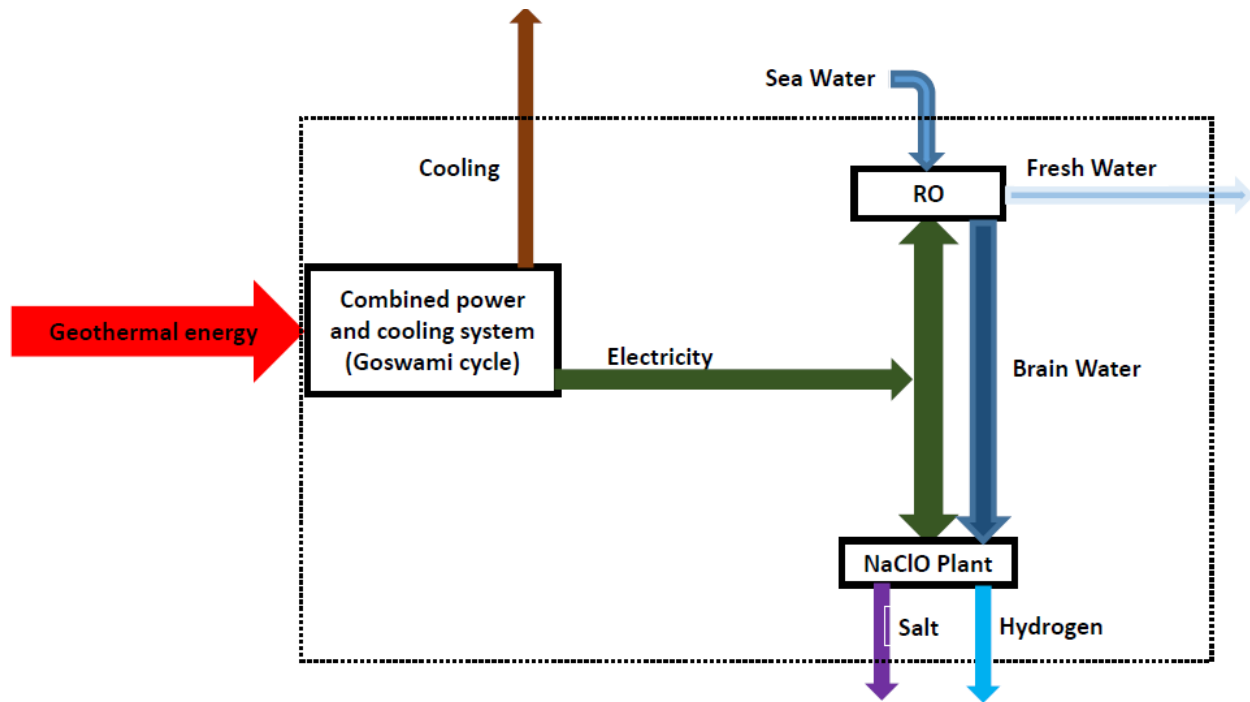 Sea Water
Cooling
Fresh Water
RO
Combined power
and cooling system
(Goswami cycle)
Geothermal energy
Electricity
Brain Water
NaClO Plant
Salt
Hydrogen